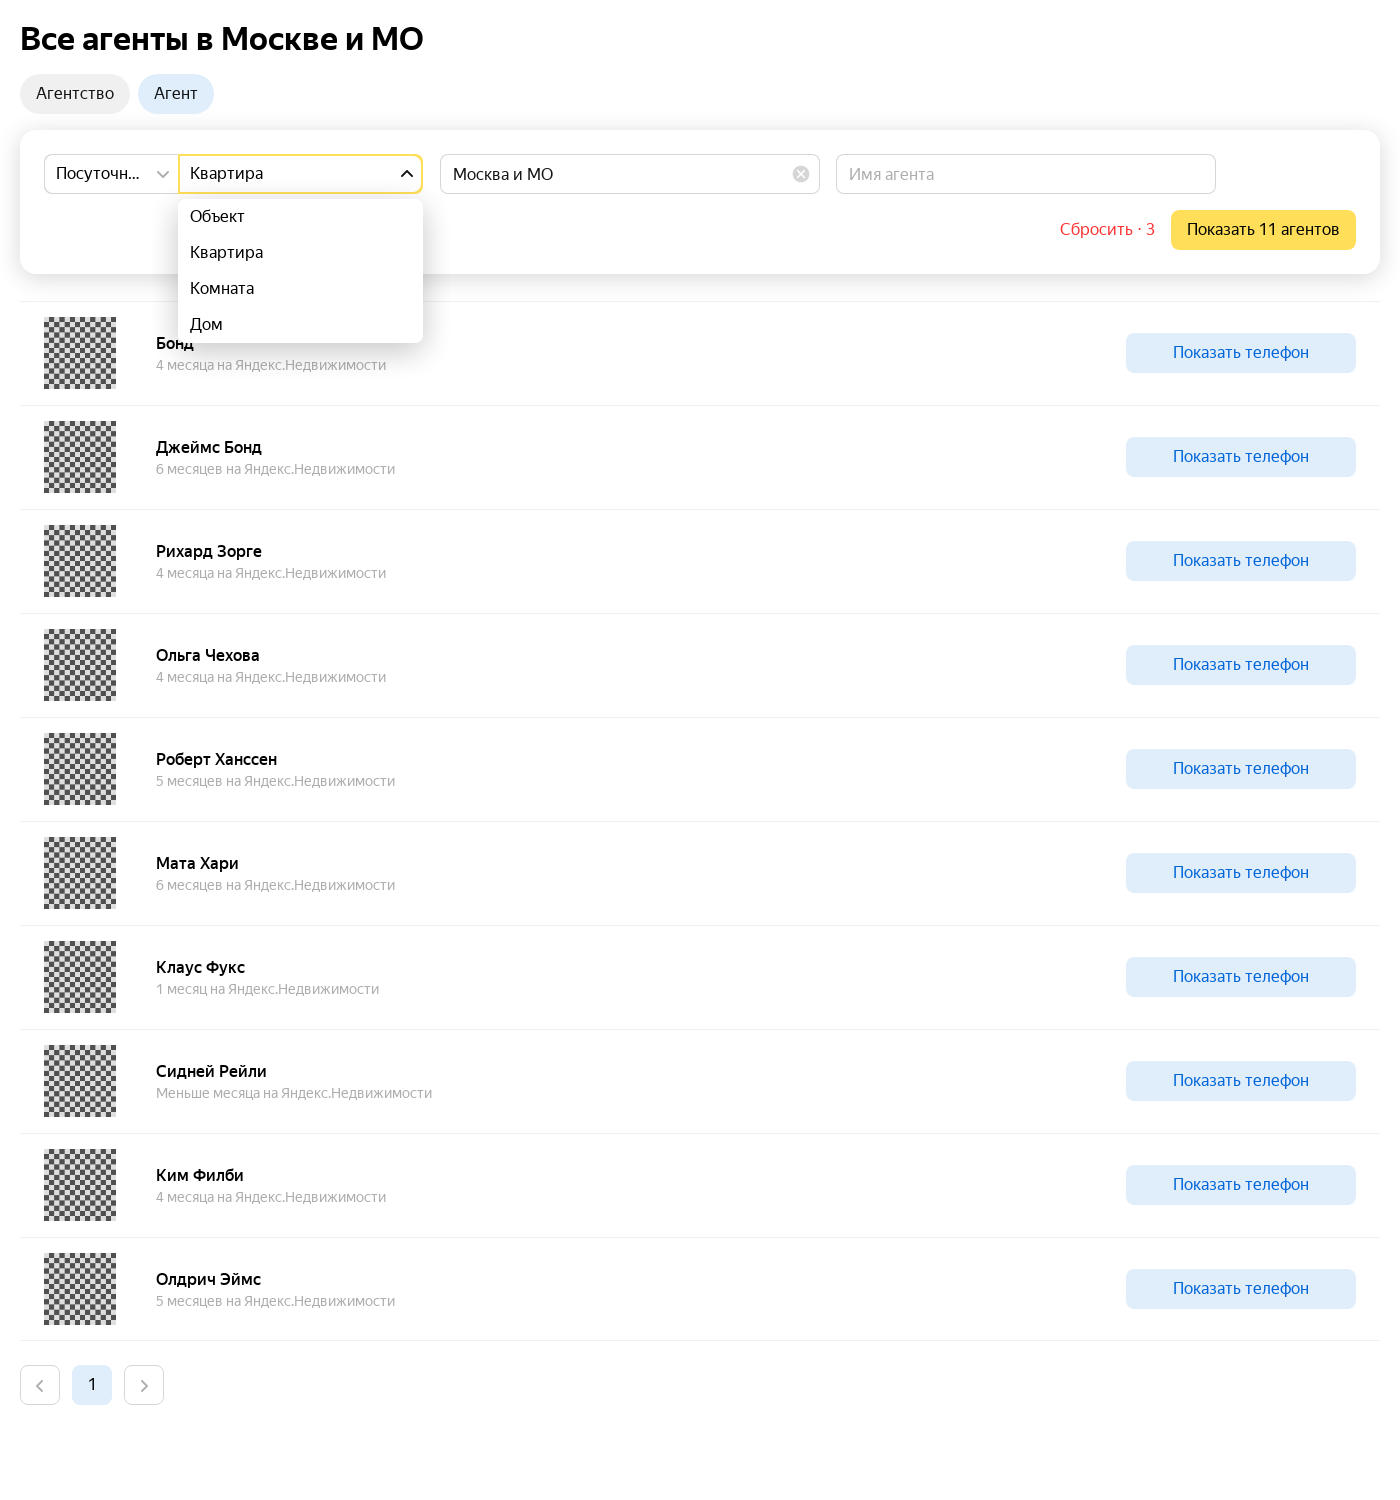 Все агенты в Москве и МО
Агентство
Агент
Посуточн...
Квартира
Москва и МО
Имя агента
Объект
Квартира
Комната
Дом
Сбросить · 3
Показать 11 агентов
Бонд
4 месяца на Яндекс.Недвижимости
Показать телефон
Джеймс Бонд
6 месяцев на Яндекс.Недвижимости
Показать телефон
Рихард Зорге
4 месяца на Яндекс.Недвижимости
Показать телефон
Ольга Чехова
4 месяца на Яндекс.Недвижимости
Показать телефон
Роберт Ханссен
5 месяцев на Яндекс.Недвижимости
Показать телефон
Мата Хари
6 месяцев на Яндекс.Недвижимости
Показать телефон
Клаус Фукс
1 месяц на Яндекс.Недвижимости
Показать телефон
Сидней Рейли
Меньше месяца на Яндекс.Недвижимости
Показать телефон
Ким Филби
4 месяца на Яндекс.Недвижимости
Показать телефон
Олдрич Эймс
5 месяцев на Яндекс.Недвижимости
Показать телефон
1